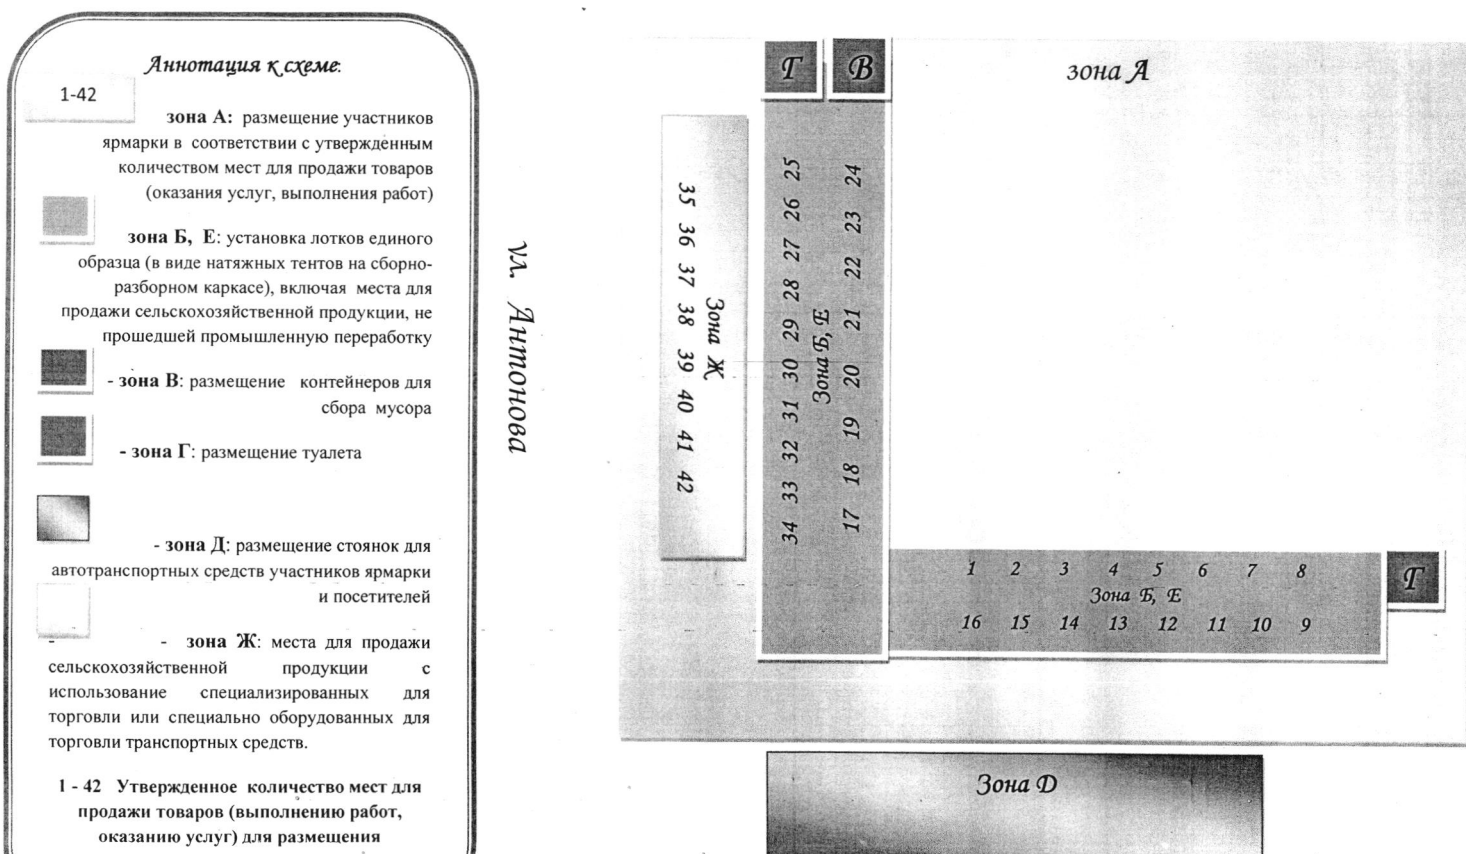 Аннотация к схеме:
1-42
зона А: размещение участников
ярмарки в соответствии с утвержденным
количеством мест для продажи товаров
(оказания услуг, выполнения работ)
зона Б, Е: установка лотков единого
образца (в виде натяжных тентов на сборно-
разборном каркасе), включая места для
продажи сельскохозяйственной продукции, не
прошедшей промышленную переработку
- зона В: размещение контейнеров для
сбора мусора
- зона Г: размещение туалета
- зона Д: размещение стоянок для
автотранспортных средств участников ярмарки
и посетителей
- - зона Ж: места для продажи
сельскохозяйственной продукции с
использование специализированных для
торговли или специально оборудованных для
торговли транспортных средств.
1 - 42 Утвержденное количество мест для
продажи товаров (выполнению работ,
оказанию услуг) для размещения
ул. Антонова
Г
В
зона А
35 36 37 38 39 40 41 42
Зона Ж
25 26 27 28 29 30 31 32 33 34
Зона Б, Е
24 23 22 21 20 19 18 17
1 2 3 4 5 6 7 8
Зона Б, Е
16 15 14 13 12 11 10 9
Г
Зона D